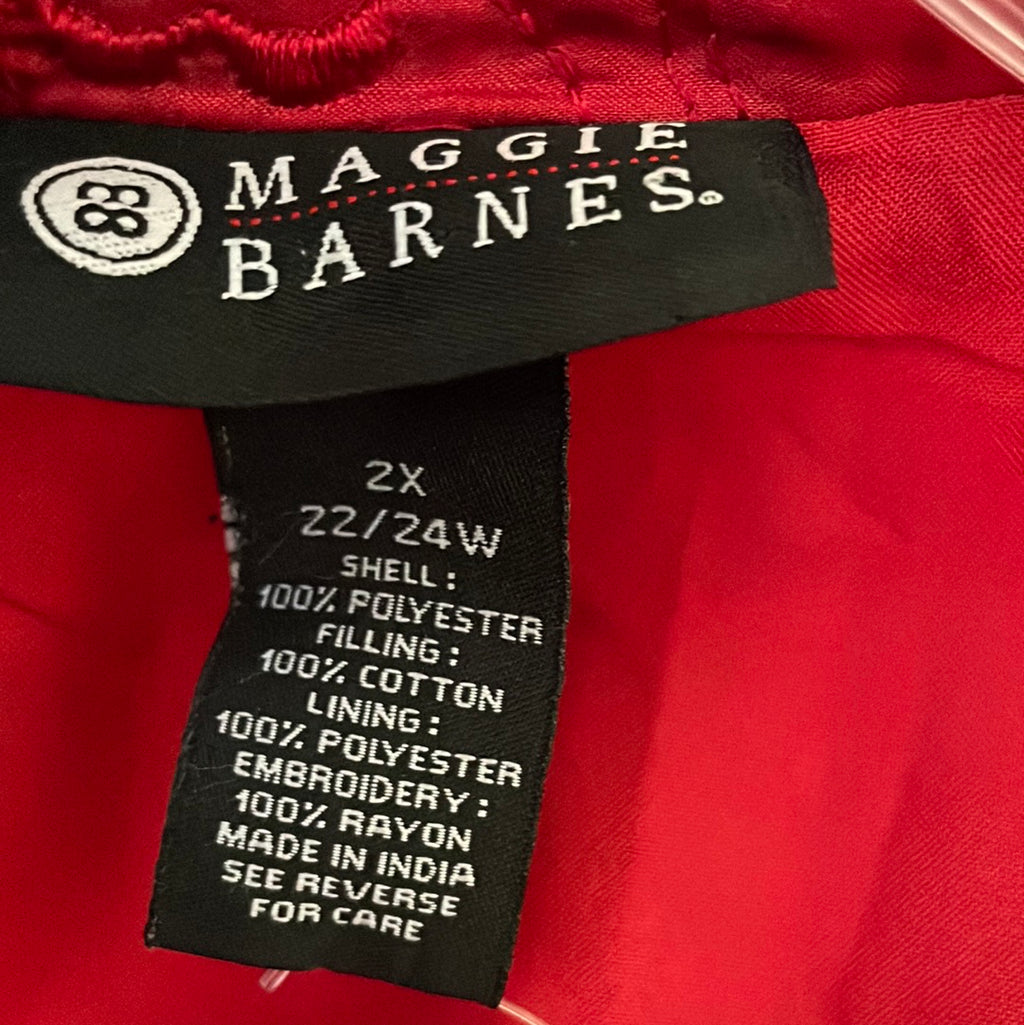 MAGGIE
BARNES®
2X
22/24W
SHELL:
100% POLYESTER
FILLING:
100% COTTON
LINING:
100% POLYESTER
EMBROIDERY:
100% RAYON
MADE IN INDIA
SEE REVERSE
FOR CARE